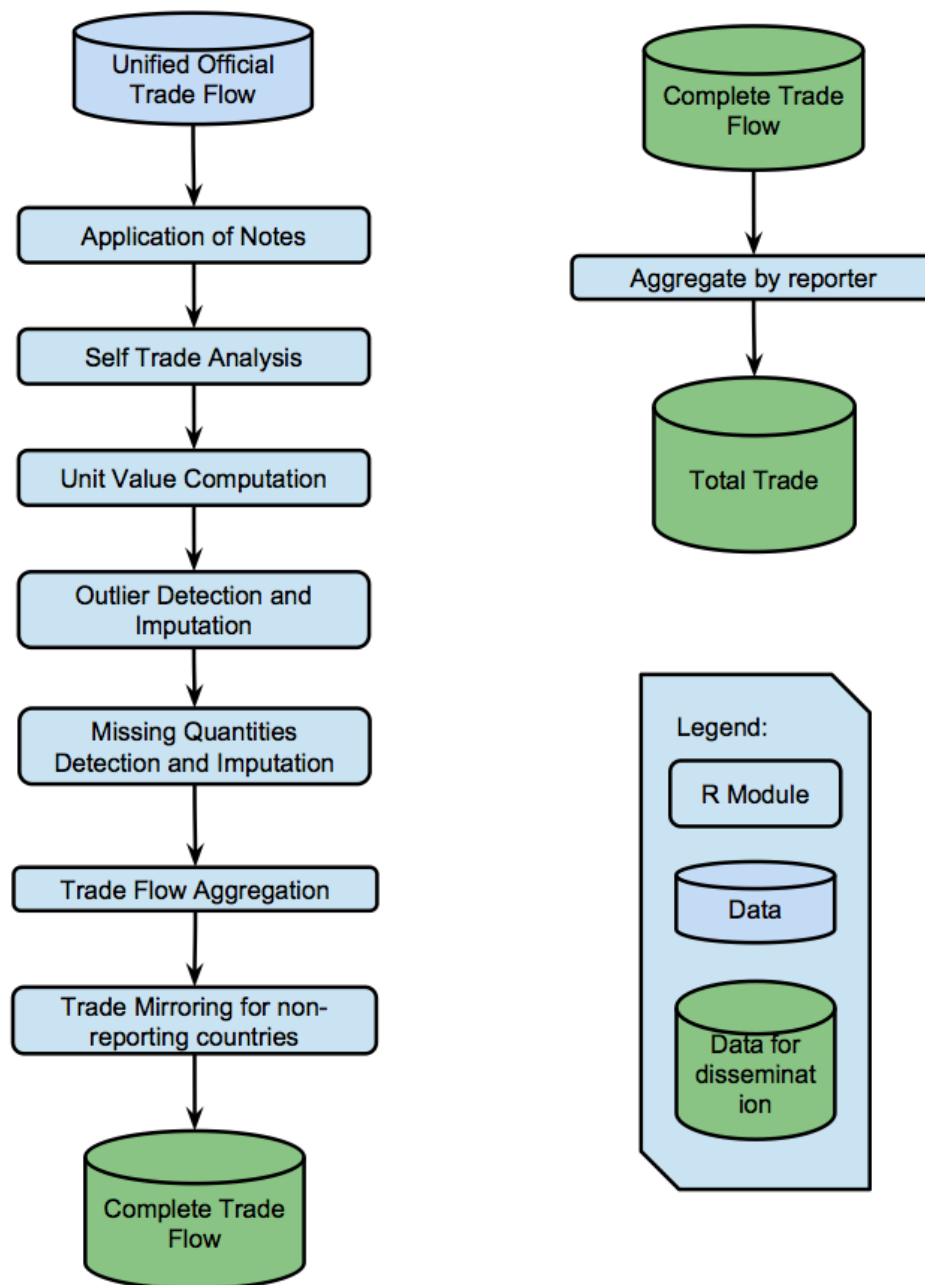 Unified Official
Trade Flow
Application of Notes
Self Trade Analysis
Unit Value Computation
Outlier Detection and
Imputation
Missing Quantities
Detection and Imputation
Trade Flow Aggregation
Trade Mirroring for non-
reporting countries
Complete Trade
Flow
Complete Trade
Flow
Aggregate by reporter
Total Trade
Legend:
R Module
Data
Data for
disseminat
ion